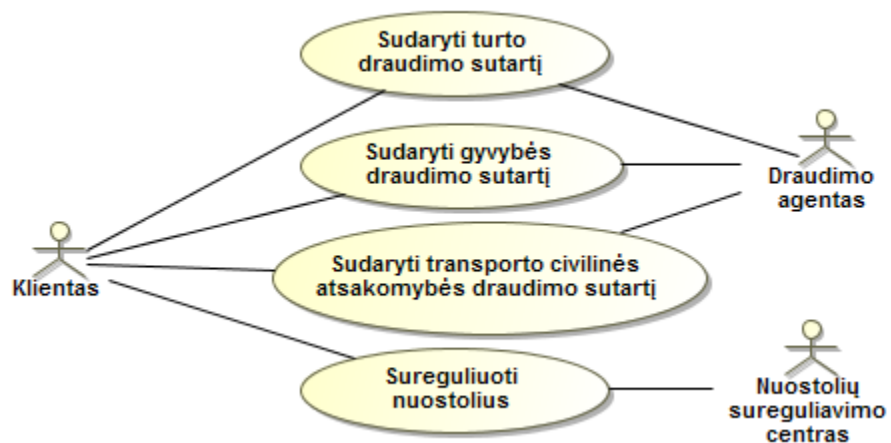 Sudaryti turto
draudimo sutartį
Sudaryti gyvybės
draudimo sutartį
Draudimo
agentas
Klientas
Sudaryti transporto civilinės
atsakomybės draudimo sutartį
Sureguliuoti
nuostolius
Nuostolių
sureguliavimo
centras